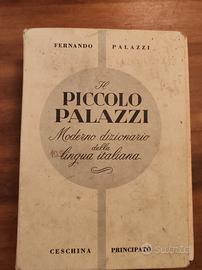 FERNANDO PALAZZI
Il
PICCOLO
PALAZZI
Moderno dizionario
della
lingua italiana
CESCHINA PRINCIPATO